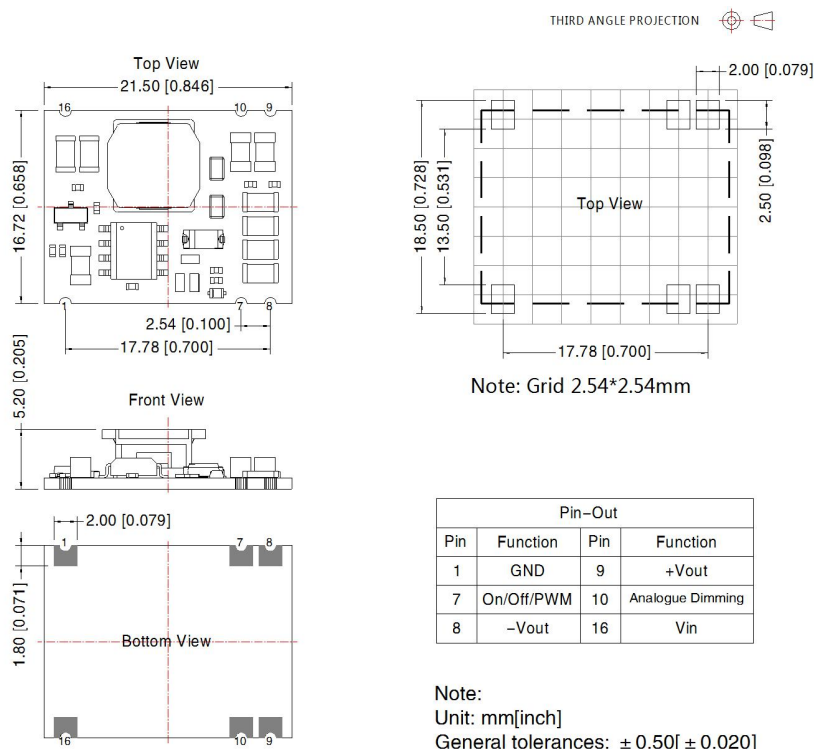 THIRD ANGLE PROJECTION
Top View
21.50 [0.846]
16
10
9
16.72 [0.658]
1
7
8
2.54 [0.100]
17.78 [0.700]
2.00 [0.079]
18.50 [0.728]
13.50 [0.531]
Top View
2.50 [0.098]
17.78 [0.700]
Note: Grid 2.54*2.54mm
5.20 [0.205]
Front View
2.00 [0.079]
1
7
8
1.80 [0.071]
Bottom View
16
10
9
Pin-Out
Pin Function Pin Function
1 GND 9 +Vout
7 On/Off/PWM 10 Analogue Dimming
8 -Vout 16 Vin
Note:
Unit: mm[inch]
General tolerances: ±0.50[±0.020]